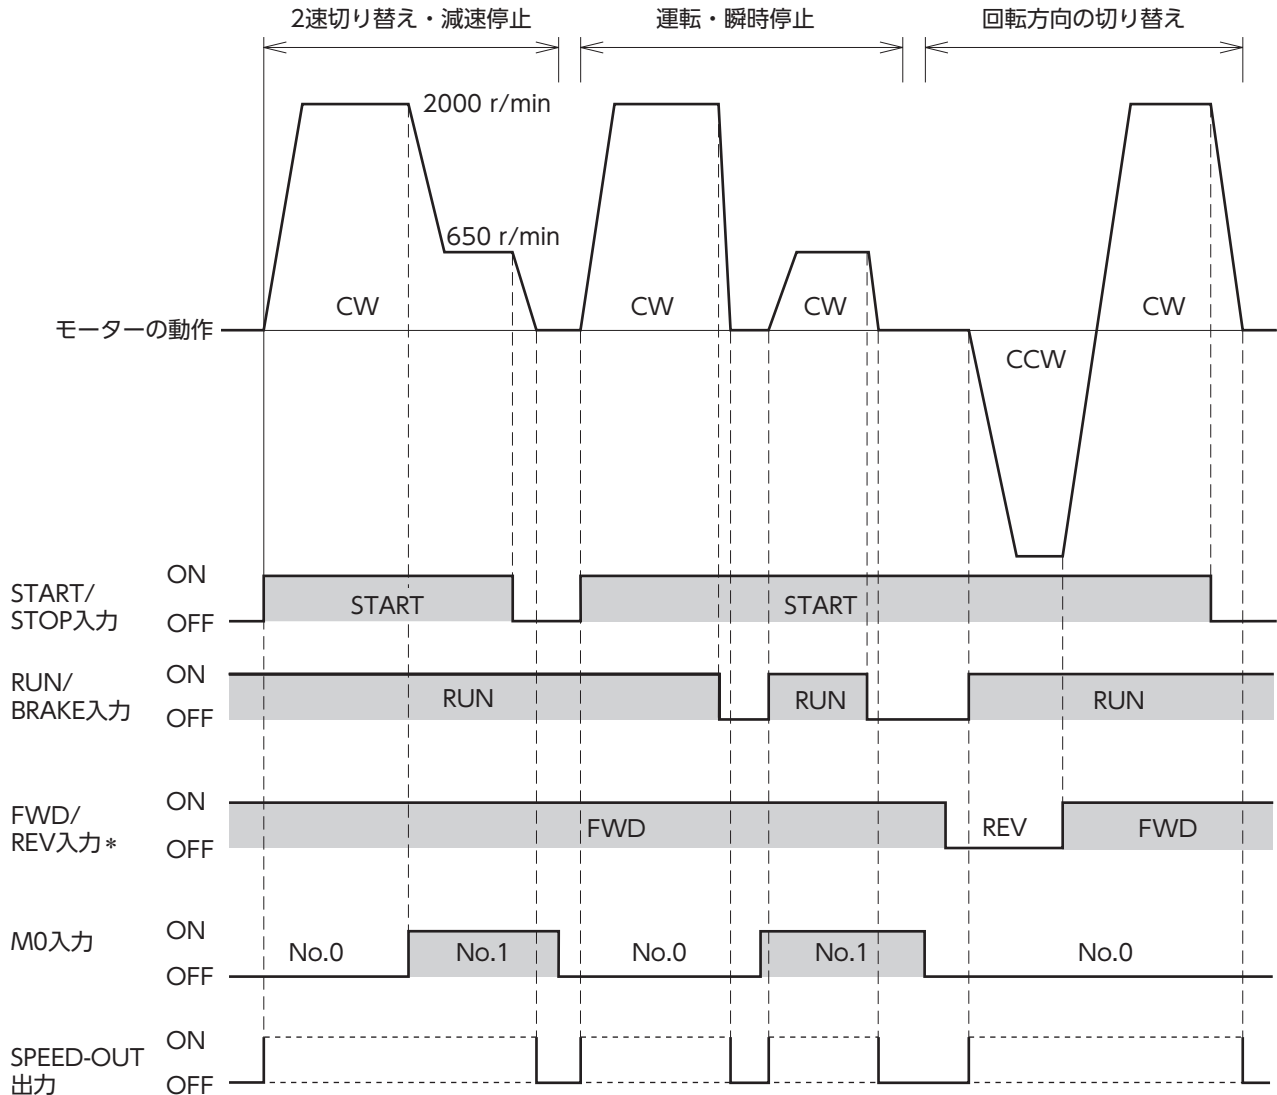 2速切り替え・減速停止
運転・瞬時停止
回転方向の切り替え
2000 r/min
650 r/min
CW
CW
CW
CW
モーターの動作
CCW
START/
STOP入力
ON
OFF
START
START
RUN/
BRAKE入力
ON
OFF
RUN
RUN
RUN
FWD/
REV入力*
ON
OFF
FWD
REV
FWD
M0入力
ON
OFF
No.0
No.1
No.0
No.1
No.0
SPEED-OUT
出力
ON
OFF